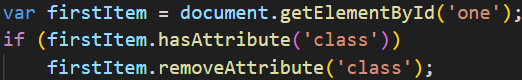 var firstItem = document.getElementById('one');
if (firstItem.hasAttribute('class'))
    firstItem.removeAttribute('class');